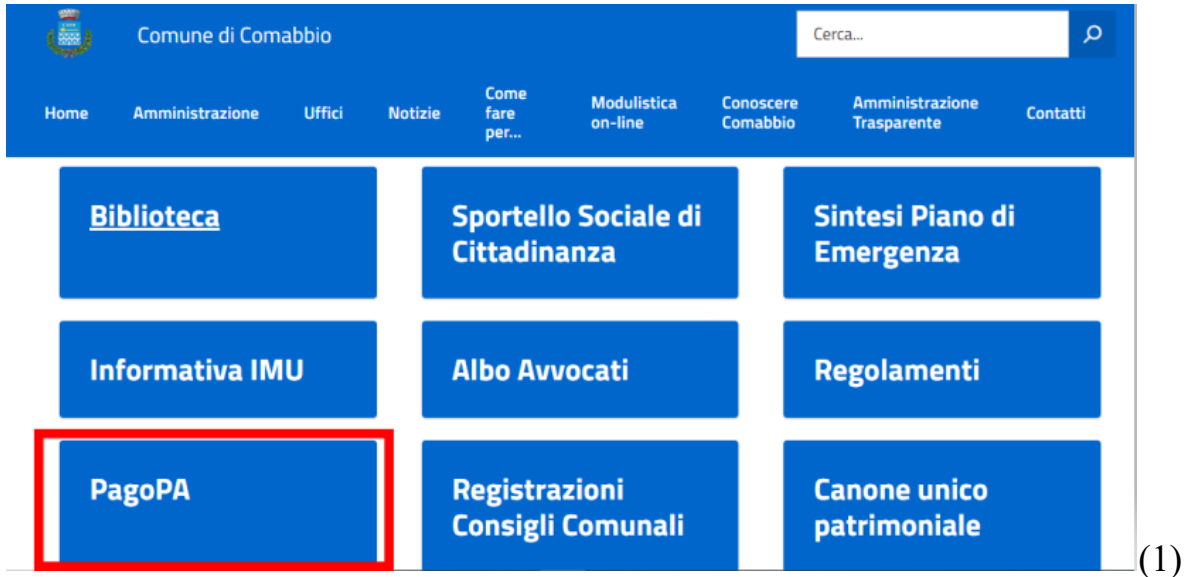 Comune di Comabbio
Cerca...
Home
Amministrazione
Uffici
Notizie
Come
fare
per...
Modulistica
on-line
Conoscere
Comabbio
Amministrazione
Trasparente
Contatti
Biblioteca
Sportello Sociale di
Cittadinanza
Sintesi Piano di
Emergenza
Informativa IMU
Albo Avvocati
Regolamenti
PagoPA
Registrazioni
Consigli Comunali
Canone unico
patrimoniale
(1)